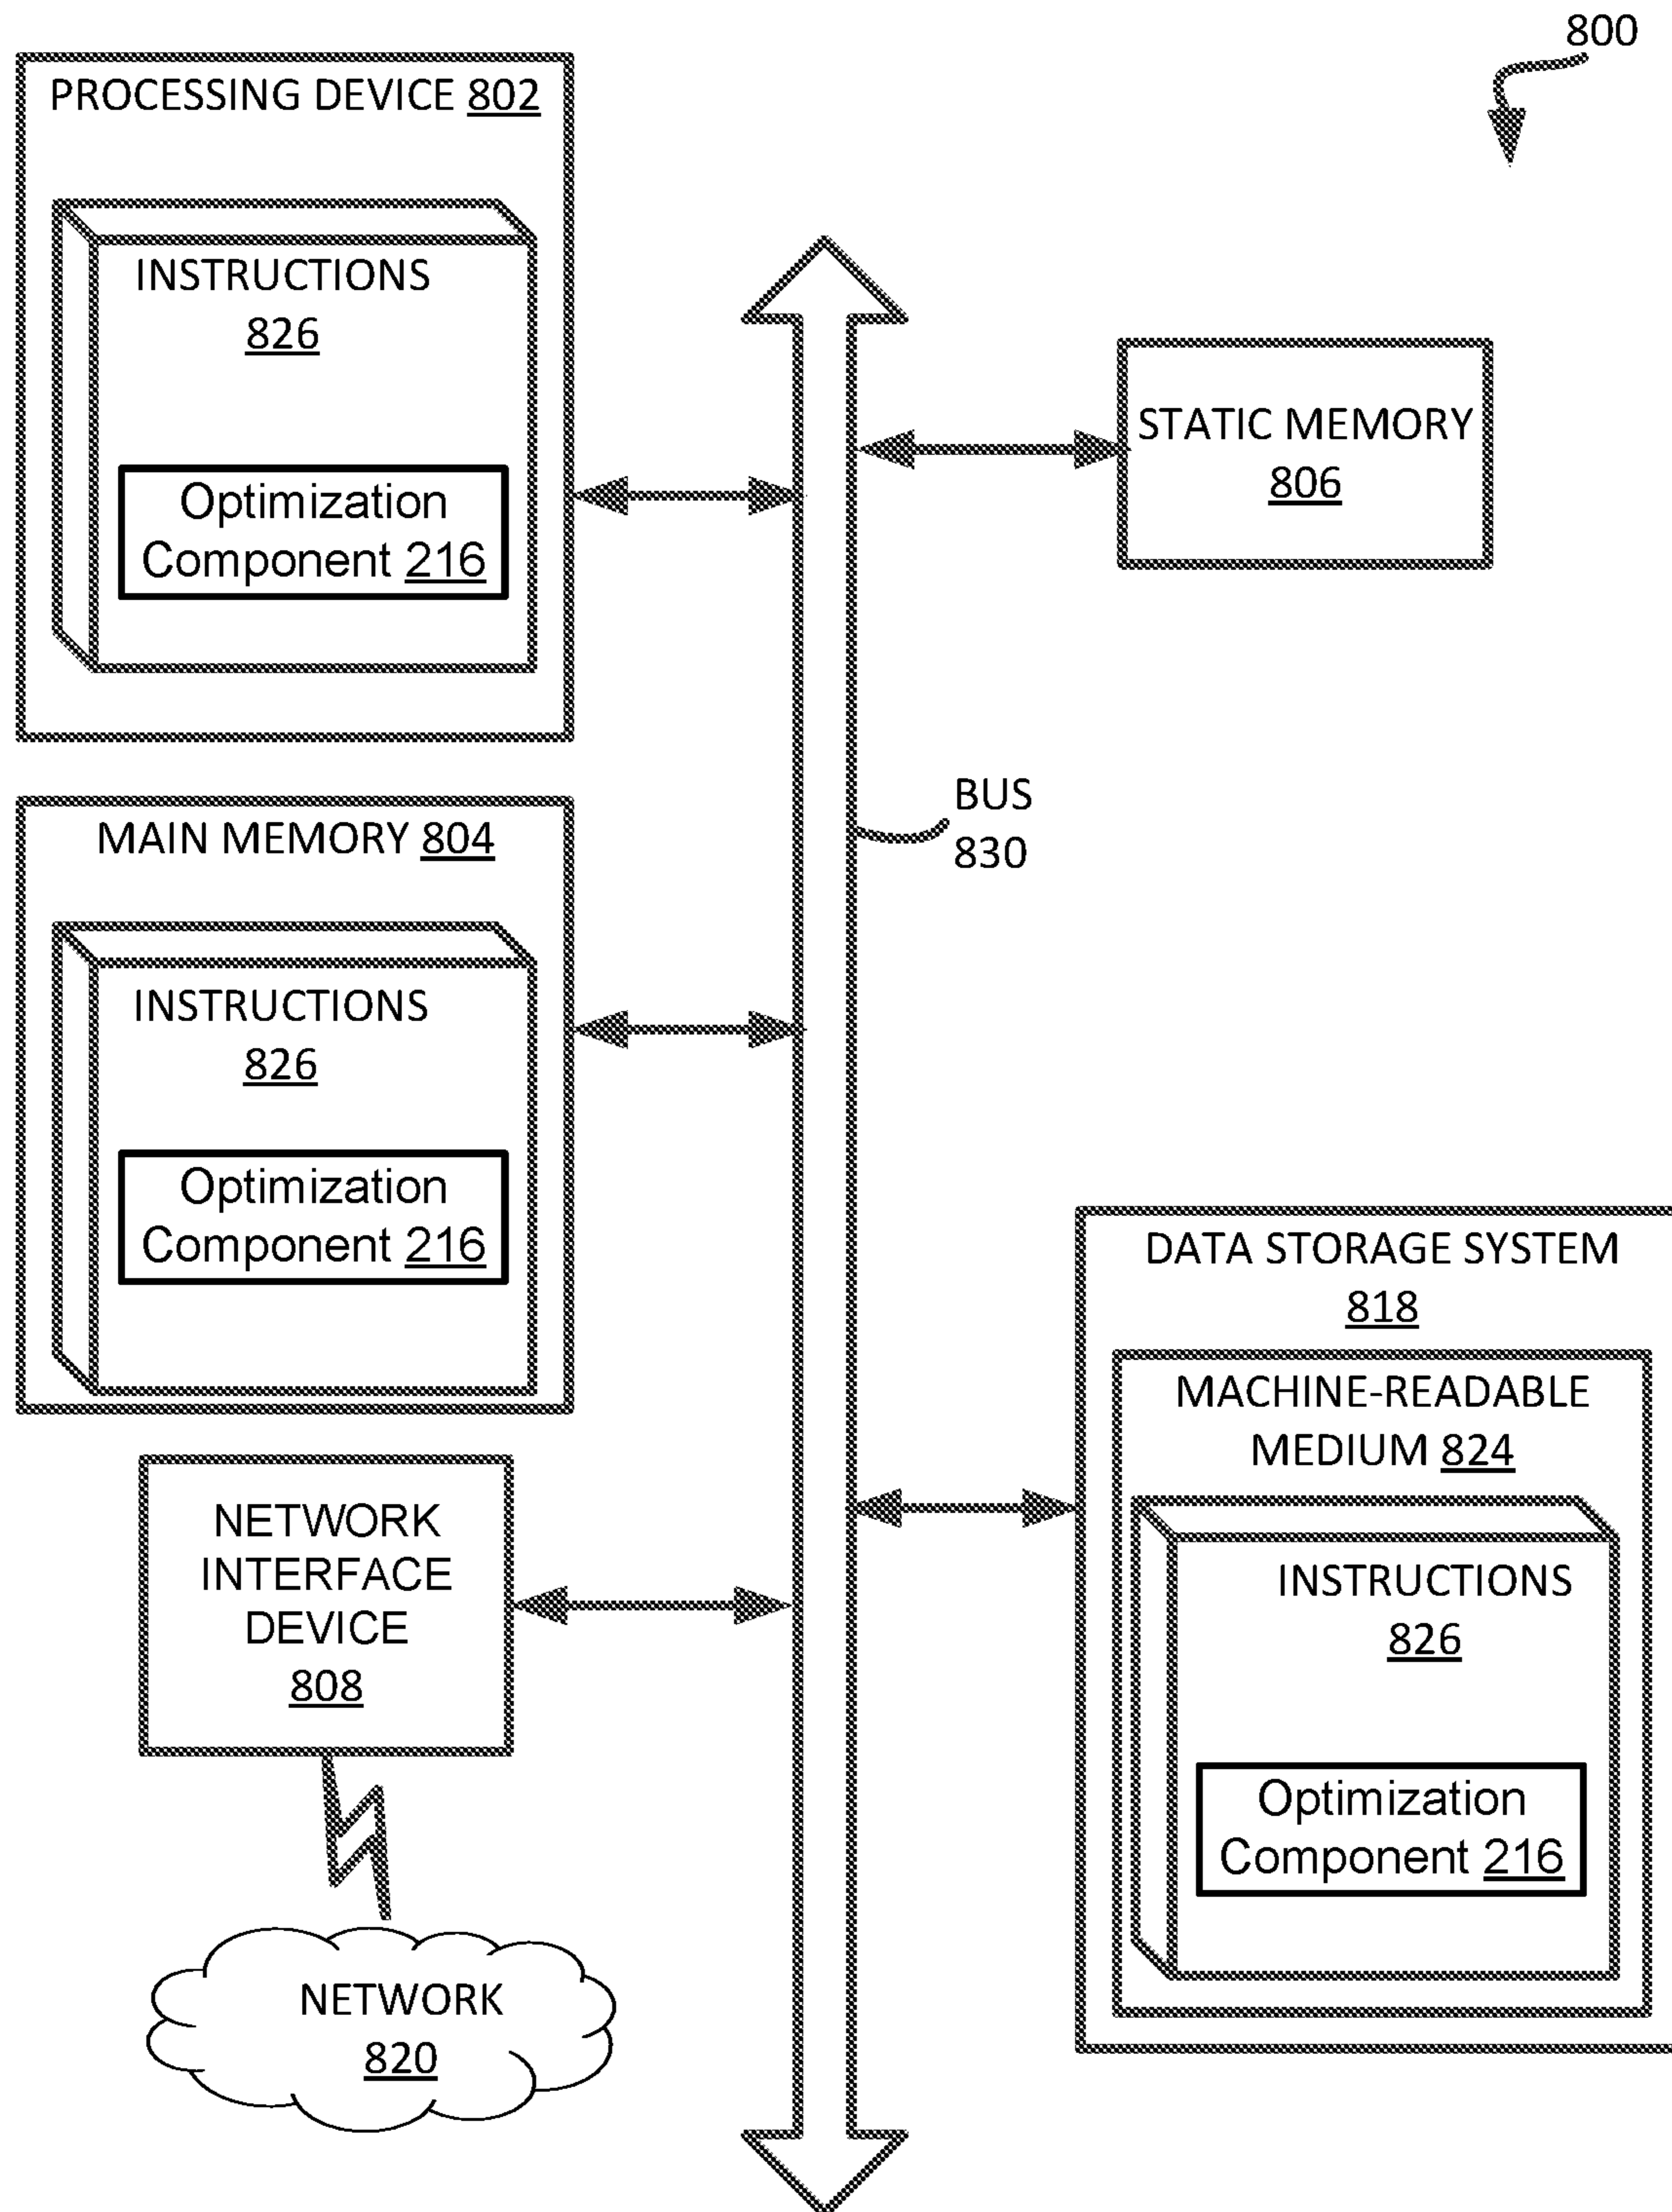 800
PROCESSING DEVICE 802
INSTRUCTIONS
826
Optimization
Component 216
STATIC MEMORY
806
BUS
830
MAIN MEMORY 804
INSTRUCTIONS
826
Optimization
Component 216
DATA STORAGE SYSTEM
818
MACHINE-READABLE
MEDIUM 824
INSTRUCTIONS
826
Optimization
Component 216
NETWORK
INTERFACE
DEVICE
808
NETWORK
820